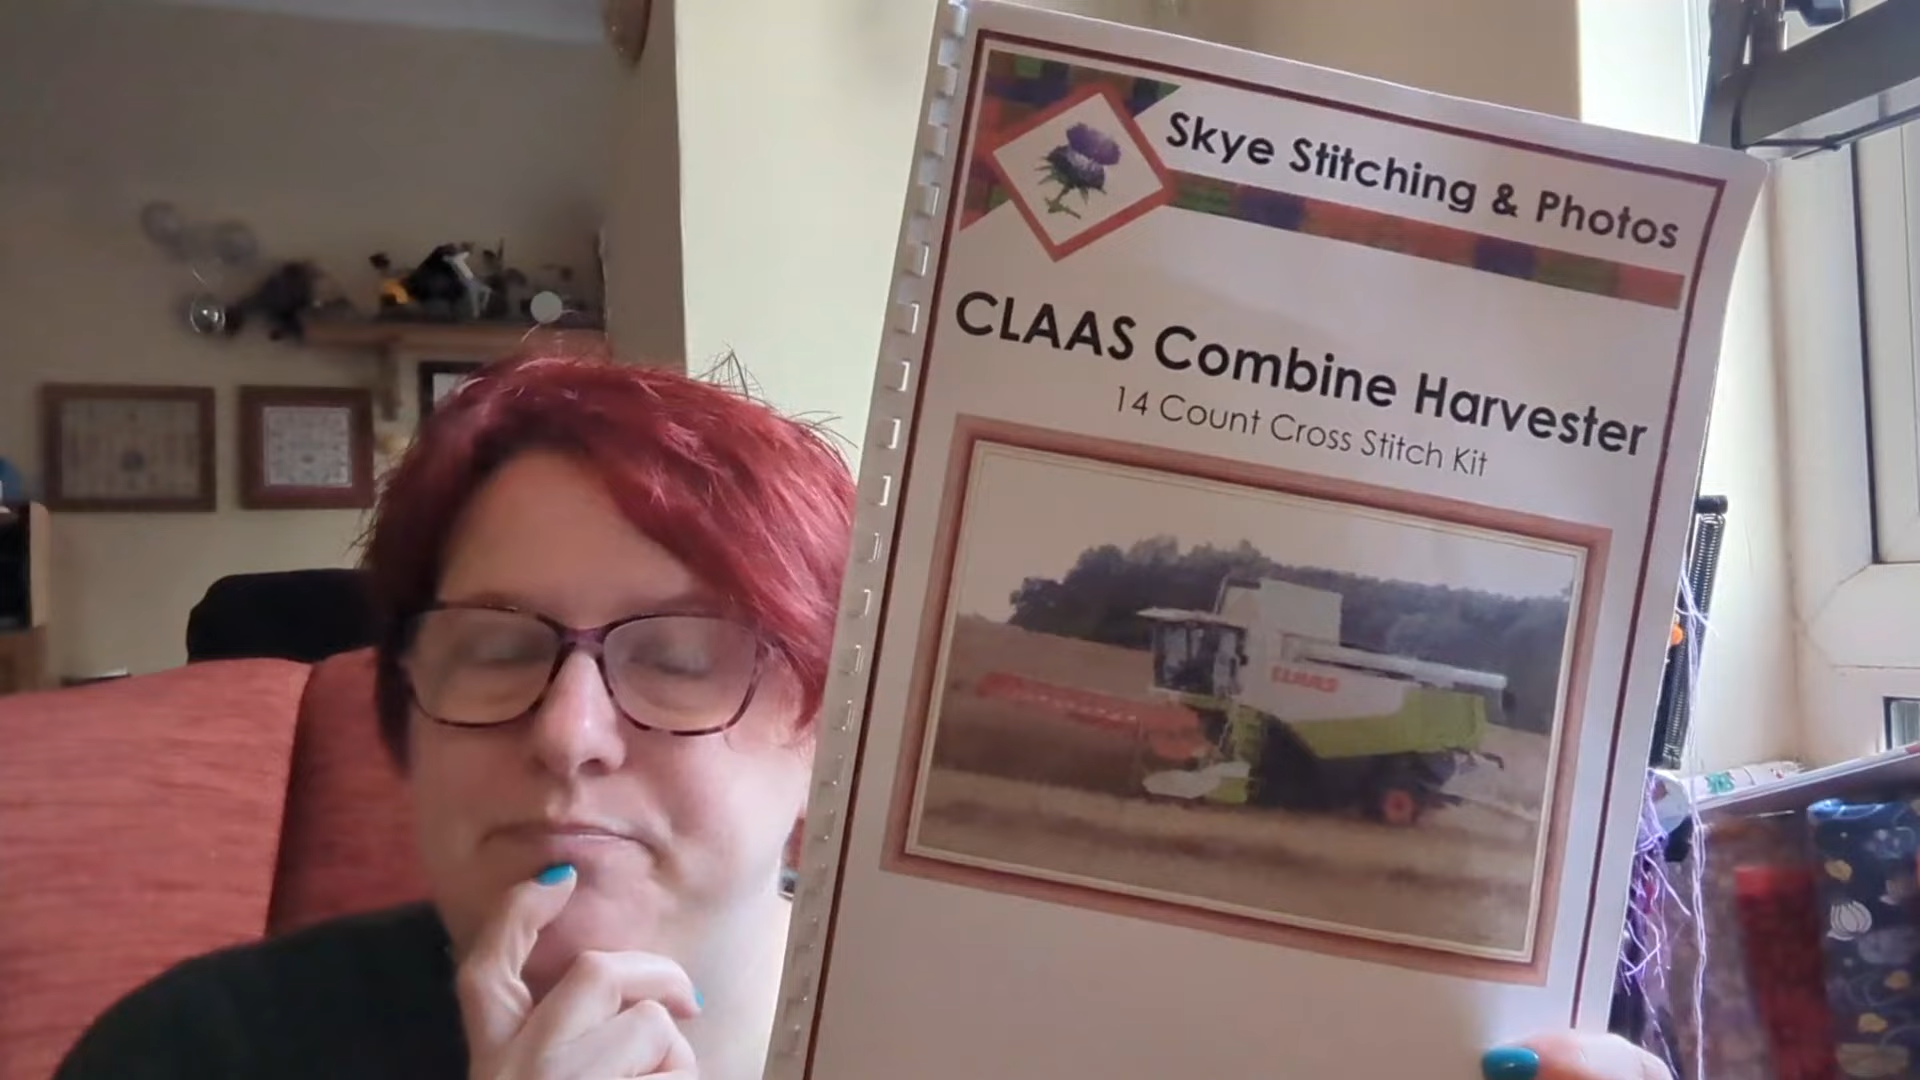 Skye Stitching & Photos
CLAAS Combine Harvester
14 Count Cross Stitch Kit
CLAAS